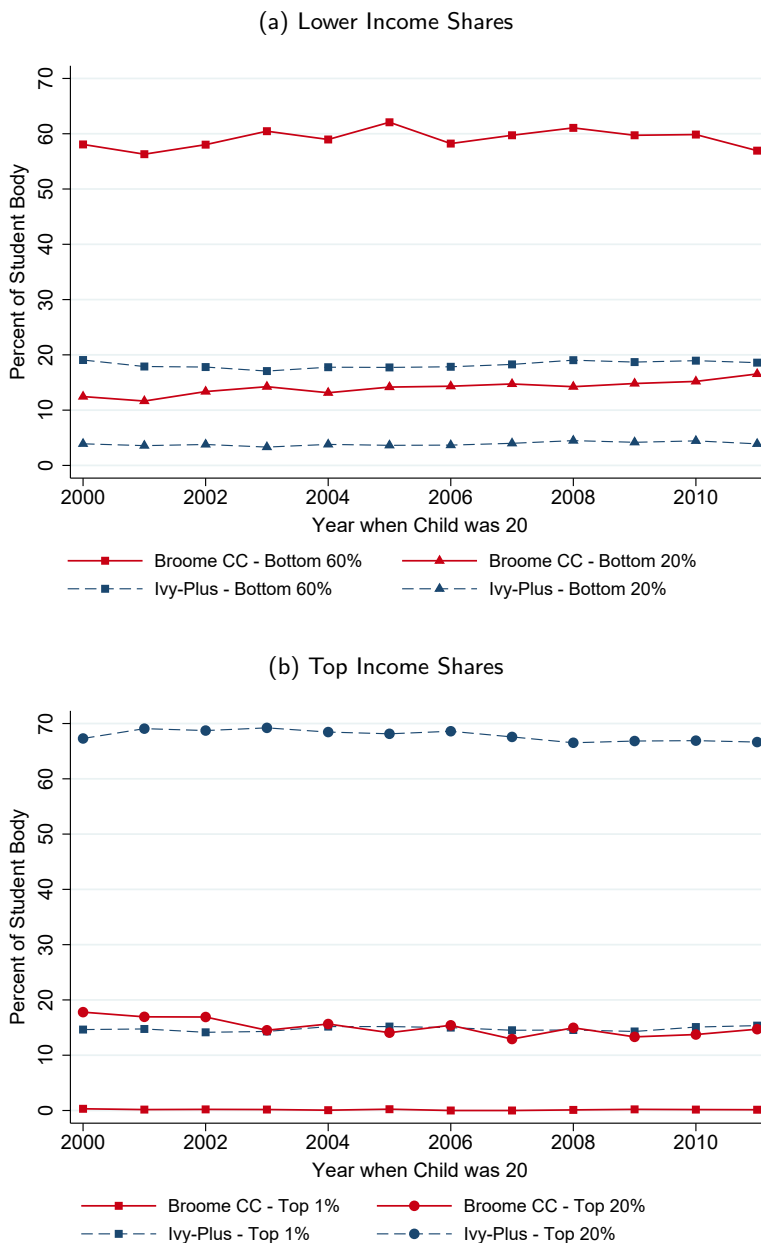 (a) Lower Income Shares
Percent of Student Body
70
60
50
40
30
20
10
0
2000 2002 2004 2006 2008 2010
Year when Child was 20
Broome CC - Bottom 60% Broome CC - Bottom 20%
Ivy-Plus - Bottom 60% Ivy-Plus - Bottom 20%
(b) Top Income Shares
Percent of Student Body
70
60
50
40
30
20
10
0
2000 2002 2004 2006 2008 2010
Year when Child was 20
Broome CC - Top 1% Broome CC - Top 20%
Ivy-Plus - Top 1% Ivy-Plus - Top 20%